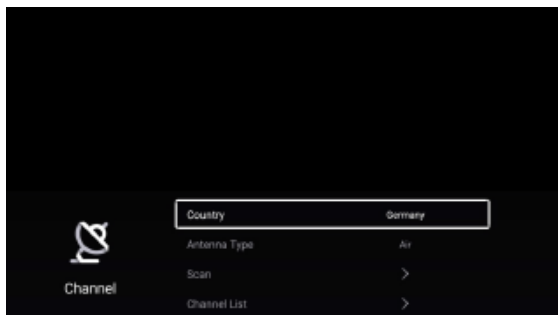 Country Germany
Antenna Type Air
Scan >
Channel
Channel List >